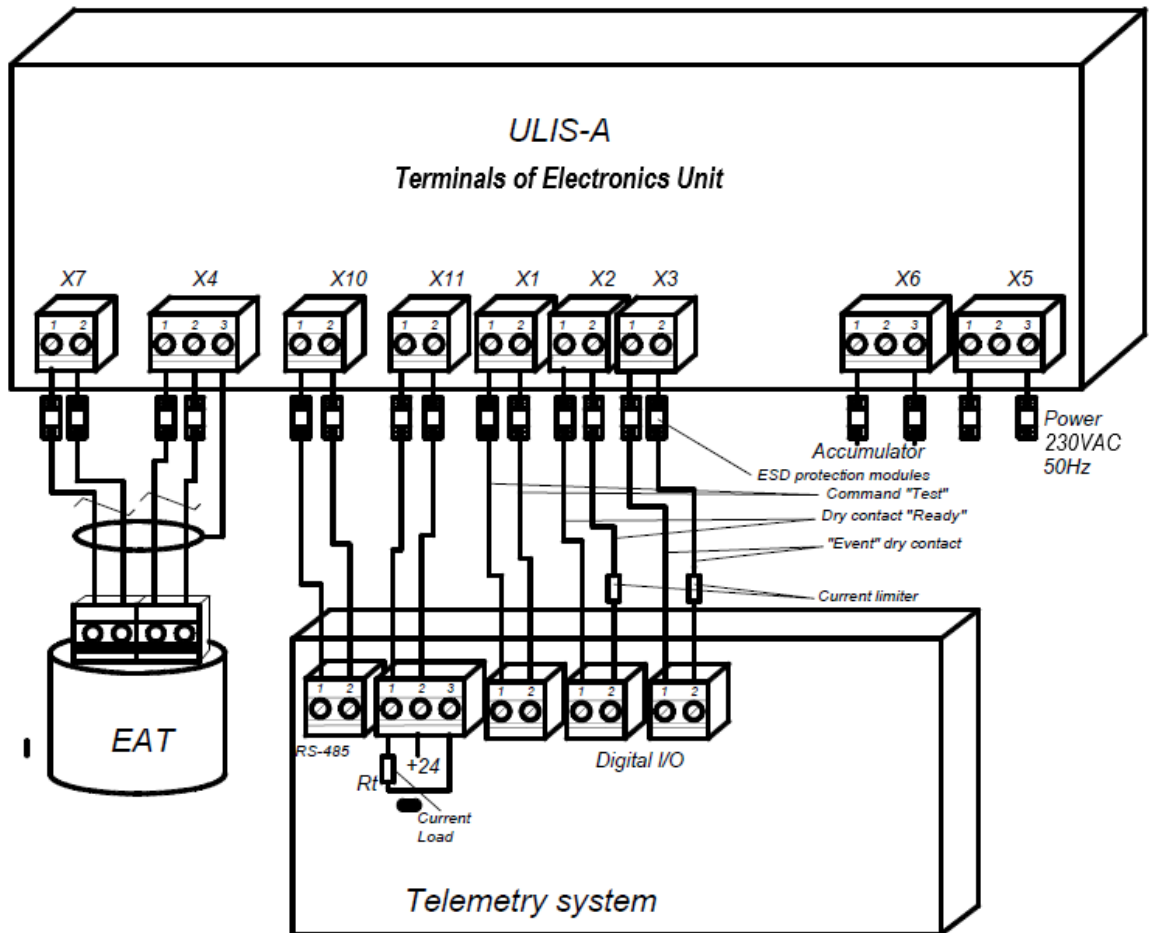 ULIS-A
Terminals of Electronics Unit
X7 X4 X10 X11 X1 X2 X3 X6 X5
1 2 1 2 3 1 2 1 2 1 2 1 2 1 2 1 2 3 1 2 3
Power
230VAC
50Hz
Accumulator
ESD protection modules
Command "Test"
Dry contact "Ready"
"Event" dry contact
Current limiter
1 2 1 2 3 1 2 1 2 1 2
EAT
RS-485
+24
Digital I/O
Rt
Current
Load
Telemetry system